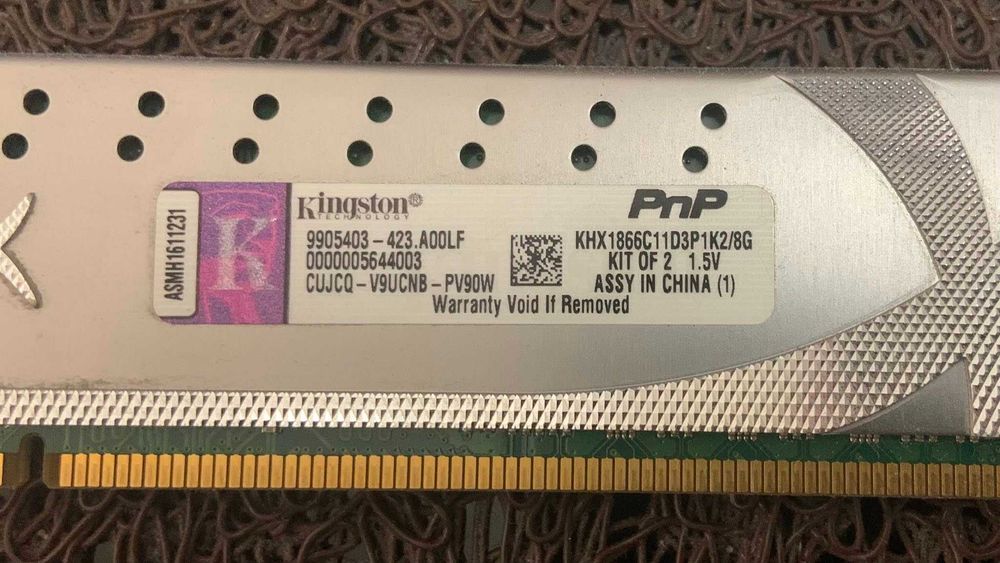 ASMH1611231
K
Kingston®
TECHNOLOGY
9905403-423.A00LF
0000005644003
CUJCQ-V9UCNB-PV90W
PnP
KHX1866C11D3P1K2/8G
KIT OF 2 1.5V
ASSY IN CHINA (1)
Warranty Void If Removed